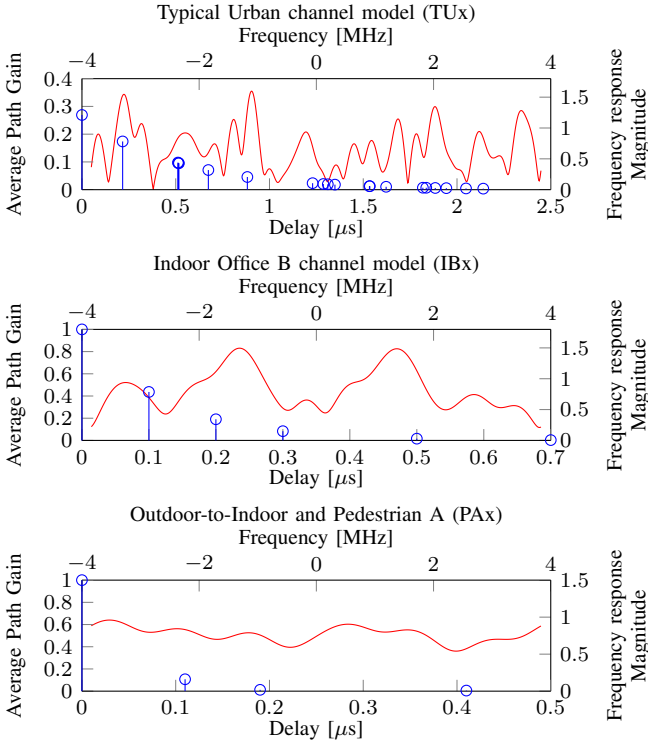 Typical Urban channel model (TUx)
Frequency [MHz]
−4 −2 0 2 4
Average Path Gain
0 0.1 0.2 0.3 0.4
Frequency response Magnitude
0 0.5 1 1.5
0 0.5 1 1.5 2 2.5
Delay [μs]
Indoor Office B channel model (IBx)
Frequency [MHz]
−4 −2 0 2 4
Average Path Gain
0 0.2 0.4 0.6 0.8 1
Frequency response Magnitude
0 0.5 1 1.5
0 0.1 0.2 0.3 0.4 0.5 0.6 0.7
Delay [μs]
Outdoor-to-Indoor and Pedestrian A (PAx)
Frequency [MHz]
−4 −2 0 2 4
Average Path Gain
0 0.2 0.4 0.6 0.8 1
Frequency response Magnitude
0 0.5 1 1.5
0 0.1 0.2 0.3 0.4 0.5
Delay [μs]